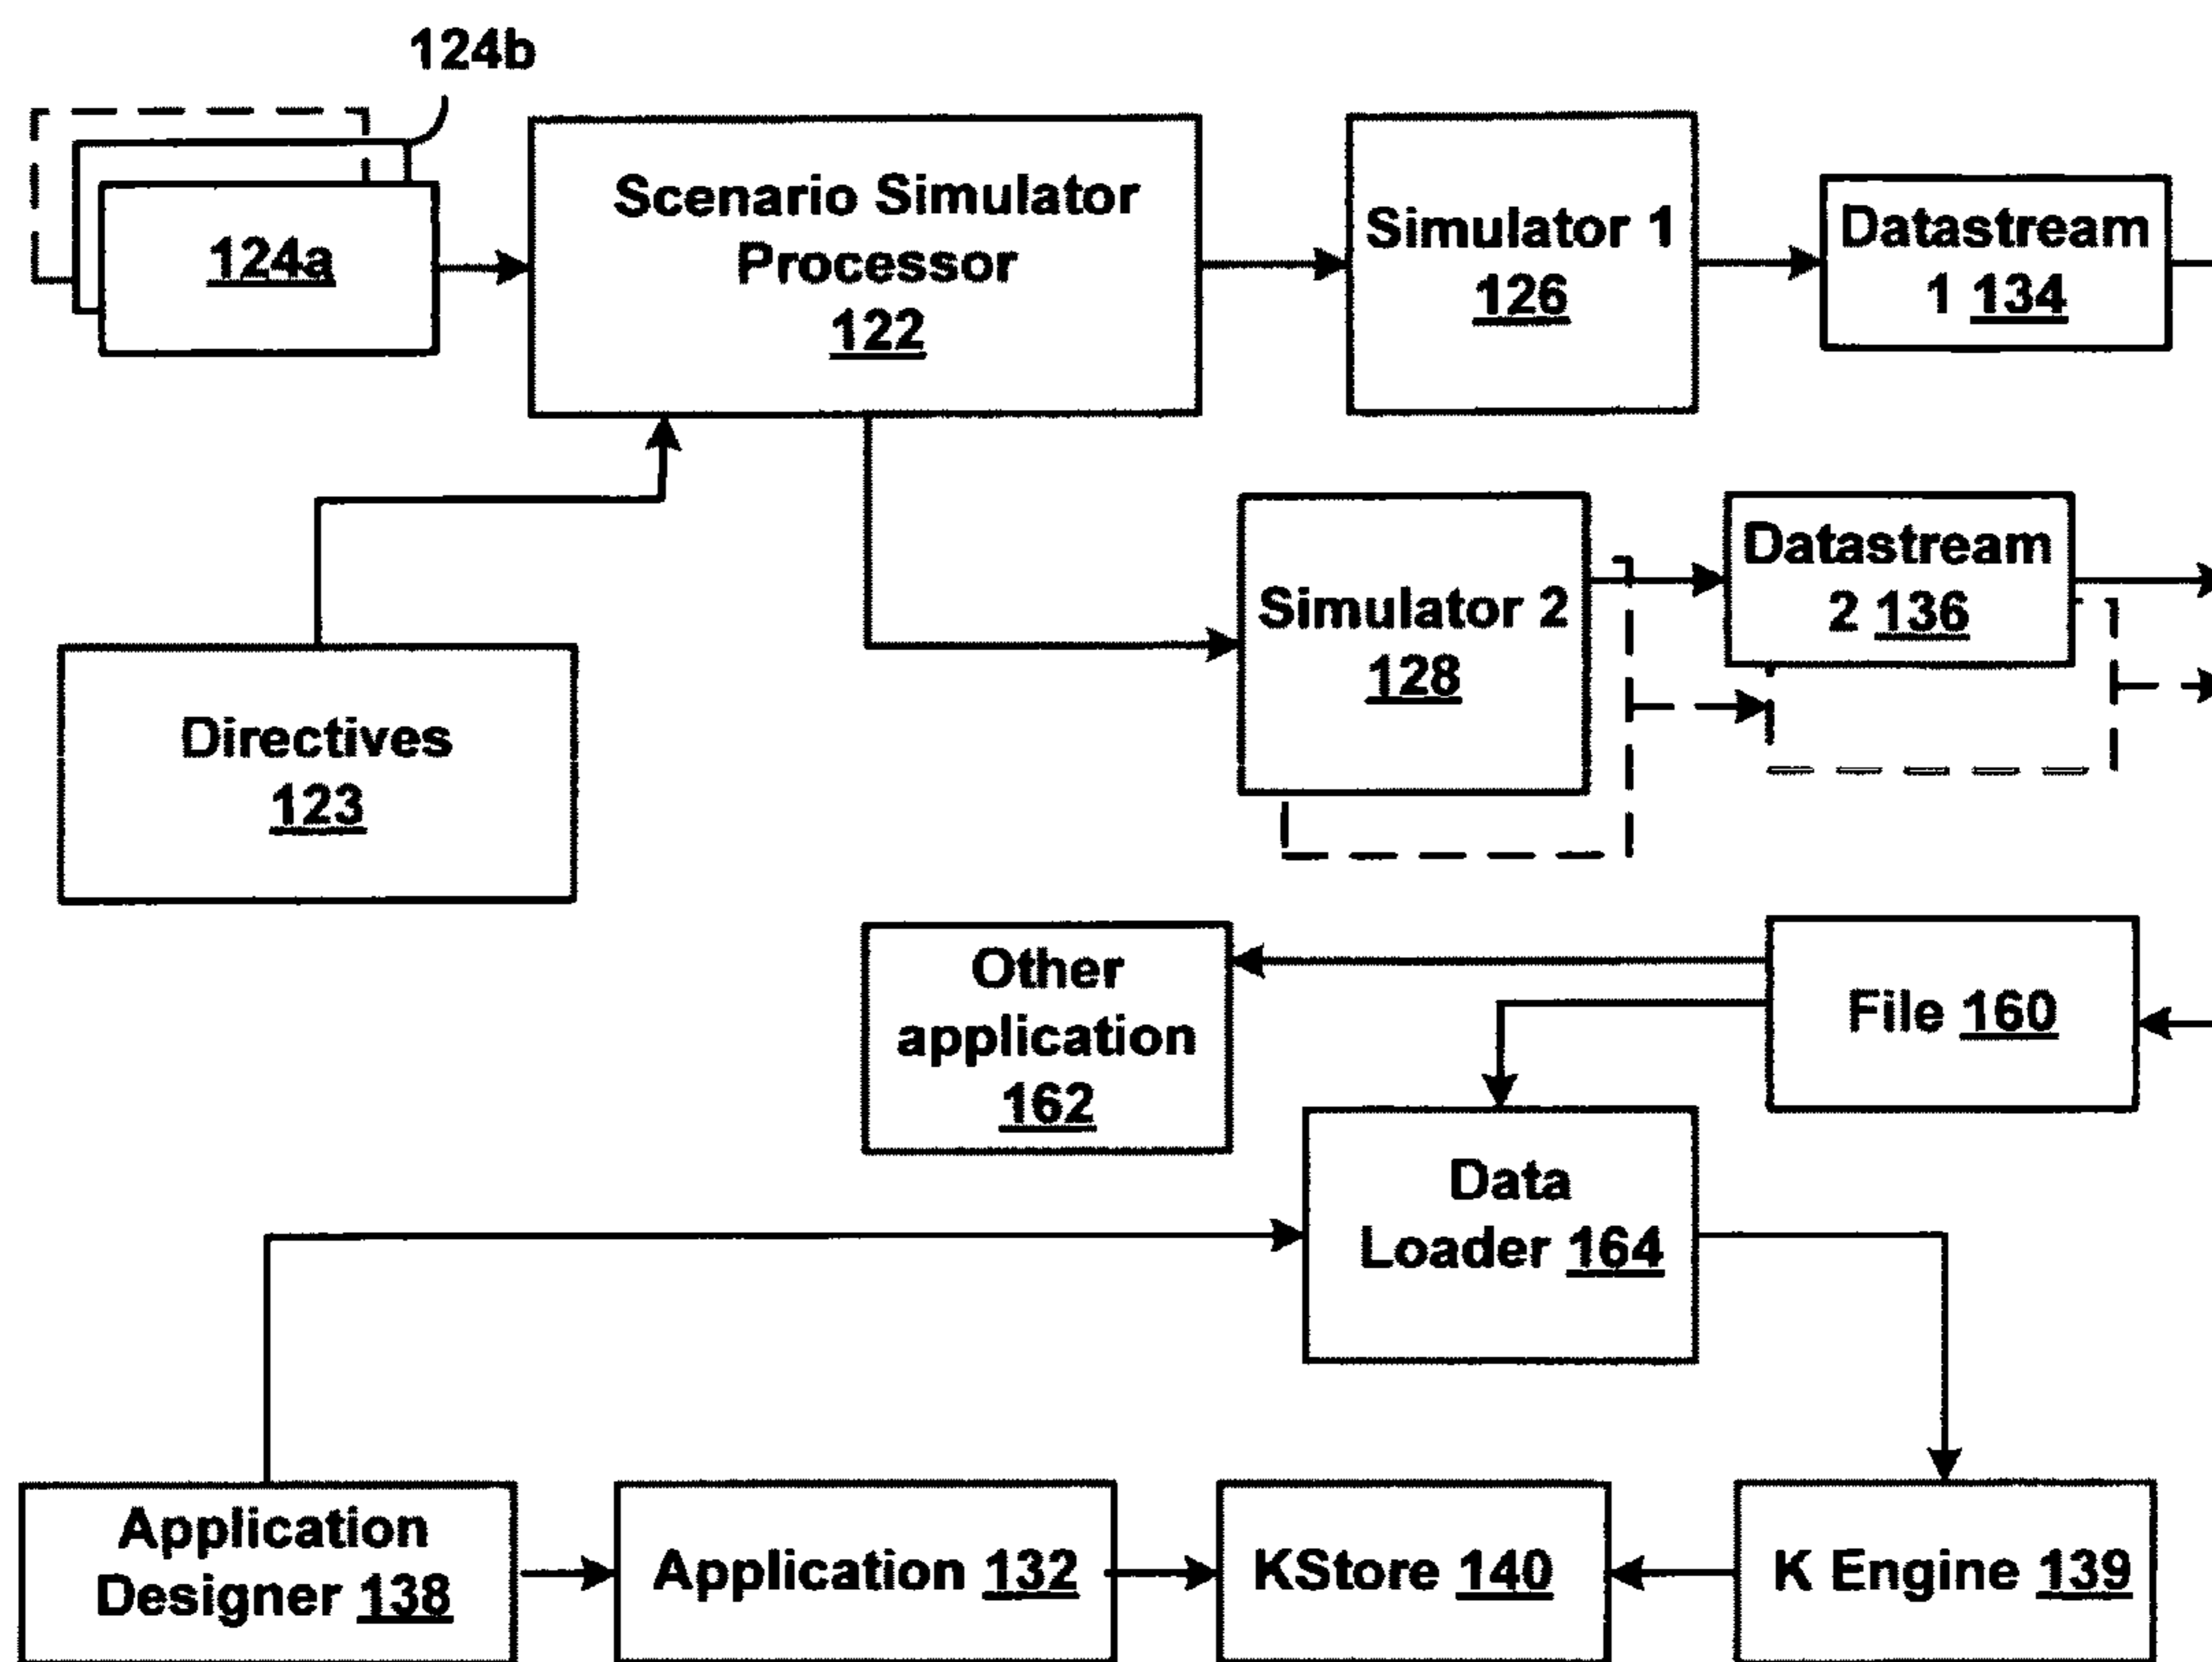 124b
124a
Scenario Simulator
Processor
122
Simulator 1
126
Datastream
1 134
Directives
123
Simulator 2
128
Datastream
2 136
Other
application
162
File 160
Data
Loader 164
Application
Designer 138
Application 132
KStore 140
K Engine 139